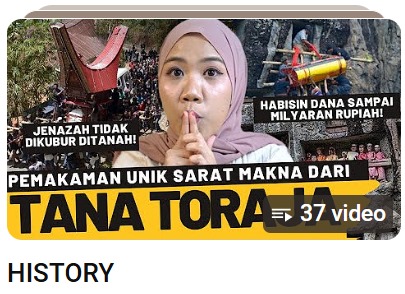 JENAZAH TIDAK
DIKUBUR DITANAH!
HABISIN DANA SAMPAI
MILYARAN RUPIAH!
PEMAKAMAN UNIK SARAT MAKNA DARI
TANA TORAJA
37 video
HISTORY